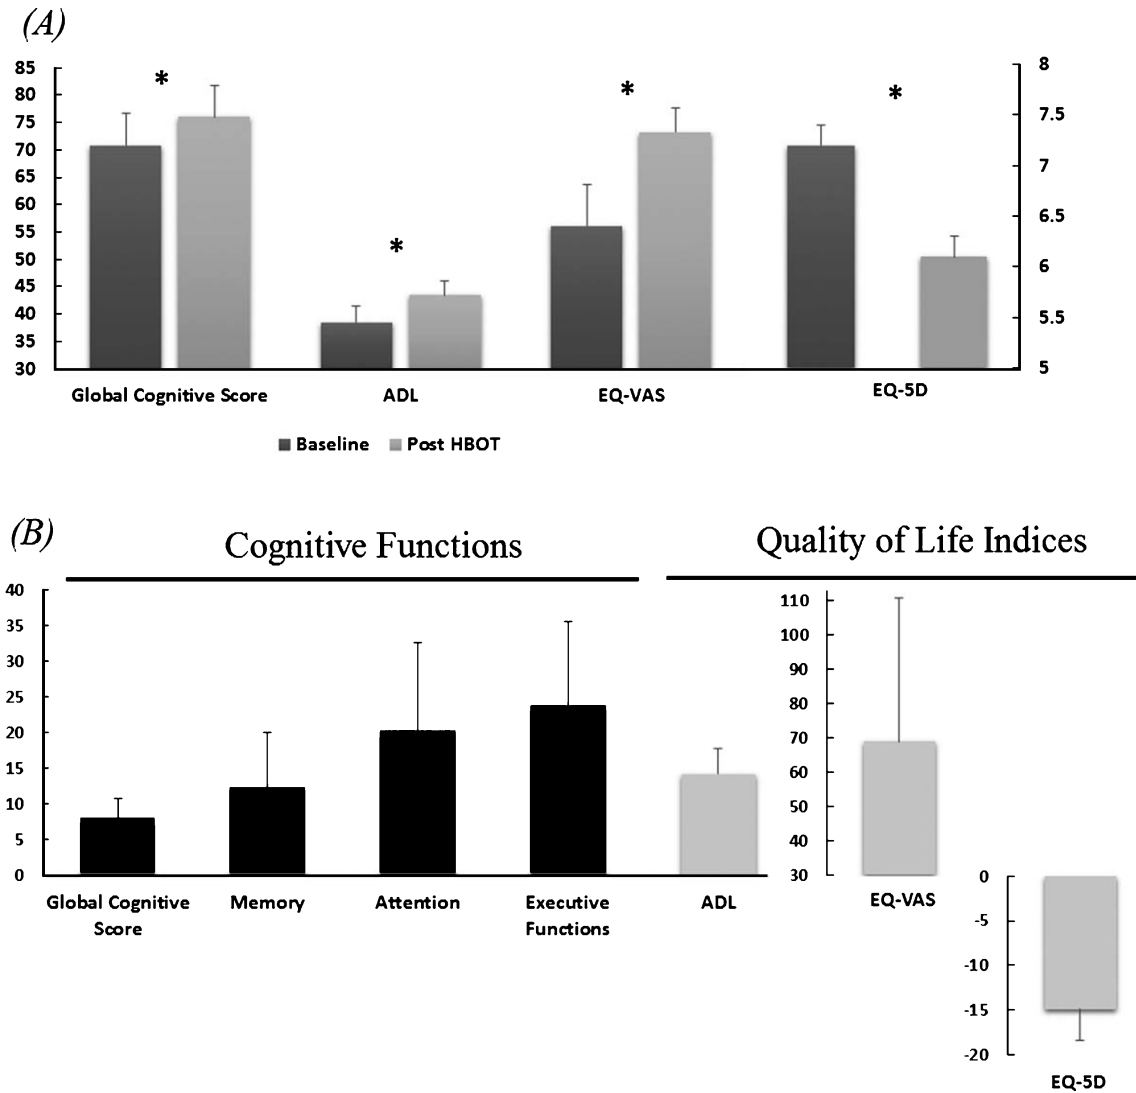 (A)
85
80
75
70
65
60
55
50
45
40
35
30
8
7.5
7
6.5
6
5.5
5
*
*
*
*
Global Cognitive Score
ADL
EQ-VAS
EQ-5D
Baseline
Post HBOT
(B)
Cognitive Functions
Quality of Life Indices
40
35
30
25
20
15
10
5
0
Global Cognitive
Score
Memory
Attention
Executive
Functions
ADL
110
100
90
80
70
60
50
40
30
EQ-VAS
0
-5
-10
-15
-20
EQ-5D